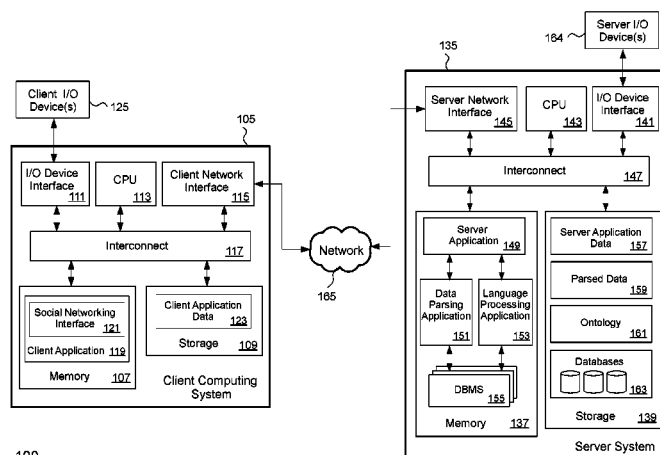 Server I/O
Device(s)
164
135
Client I/O
Device(s)
125
105
Server Network
Interface
145
CPU
143
I/O Device
Interface
141
I/O Device
Interface
111
CPU
113
Client Network
Interface
115
Interconnect
147
Interconnect
117
Network
165
Server
Application
149
Server Application
Data
157
Social Networking
Interface
121
Client Application
119
Memory
107
Client Application
Data
123
Storage
109
Client Computing
System
Data
Parsing
Application
151
Language
Processing
Application
153
Parsed Data
159
Ontology
161
DBMS
155
Memory
137
Databases
163
Storage
139
Server System